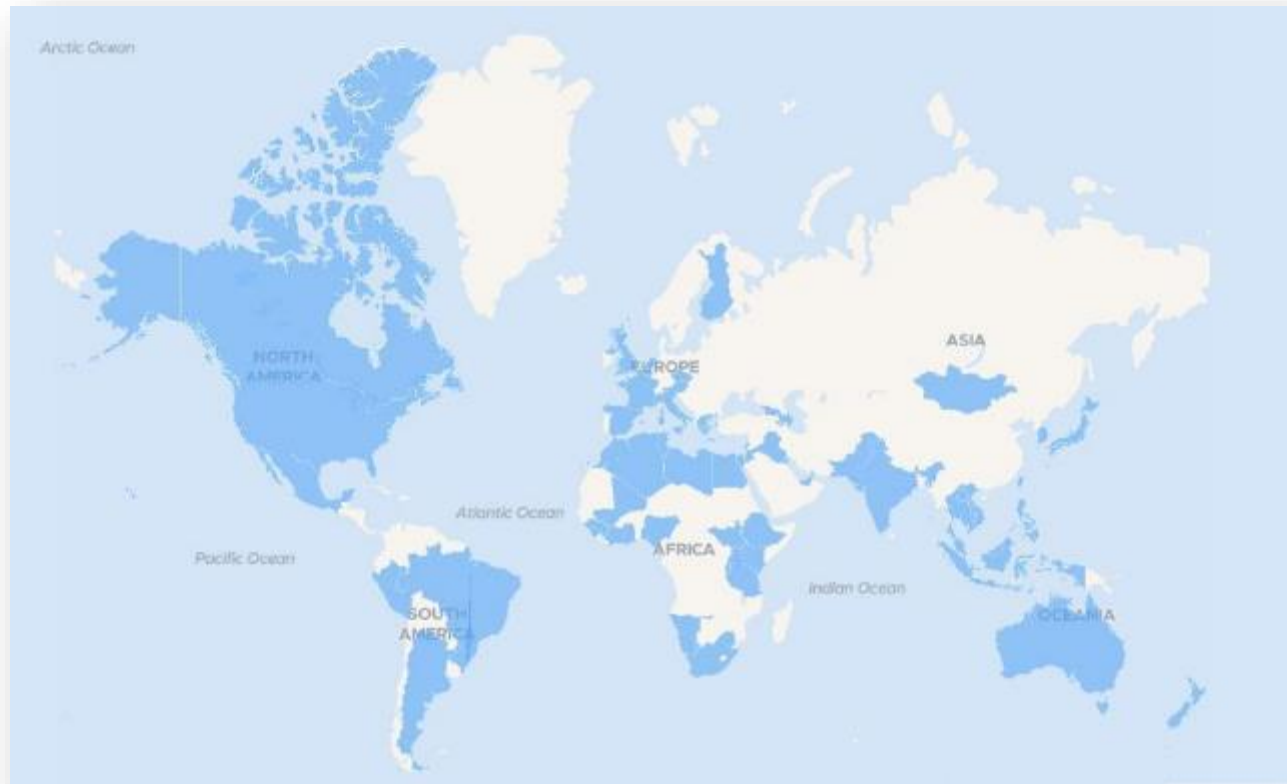 Arctic Ocean
ASIA
NORTH
AMERICA
EUROPE
Atlantic Ocean
AFRICA
Pacific Ocean
Indian Ocean
SOUTH
AMERICA
OCEANIA